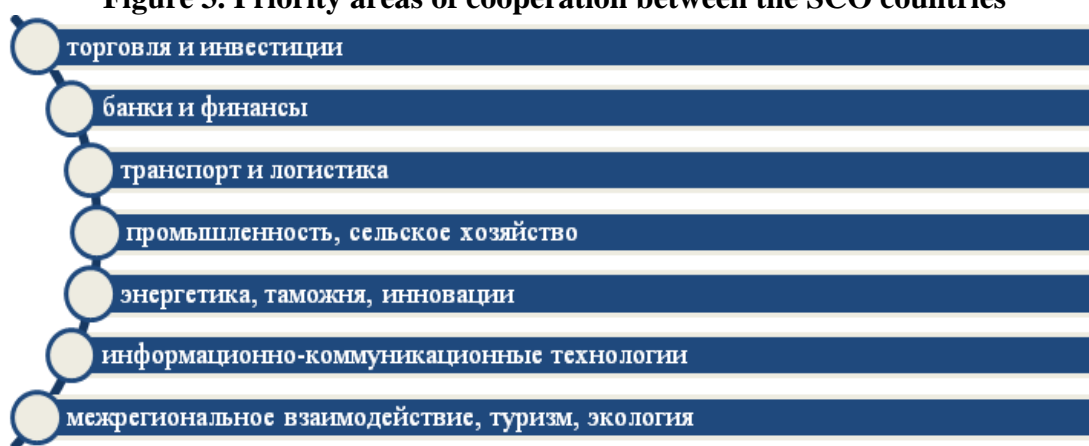 Figure 3. Priority areas of cooperation between the SCO countries
торговля и инвестиции
банки и финансы
транспорт и логистика
промышленность, сельское хозяйство
энергетика, таможня, инновации
информационно-коммуникационные технологии
межрегиональное взаимодействие, туризм, экология